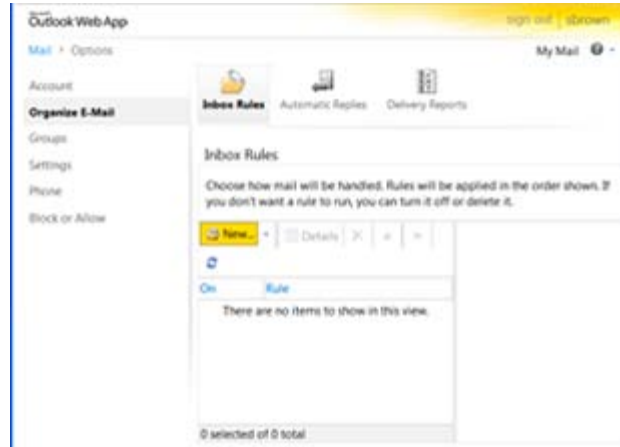 Microsoft
Outlook Web App
sign out | sbrown
Mail › Options
My Mail
Account
Organize E-Mail
Groups
Settings
Phone
Block or Allow
Inbox Rules
Automatic Replies
Delivery Reports
Inbox Rules
Choose how mail will be handled. Rules will be applied in the order shown. If
you don't want a rule to run, you can turn it off or delete it.
New...
Details
On Rule
There are no items to show in this view.
0 selected of 0 total